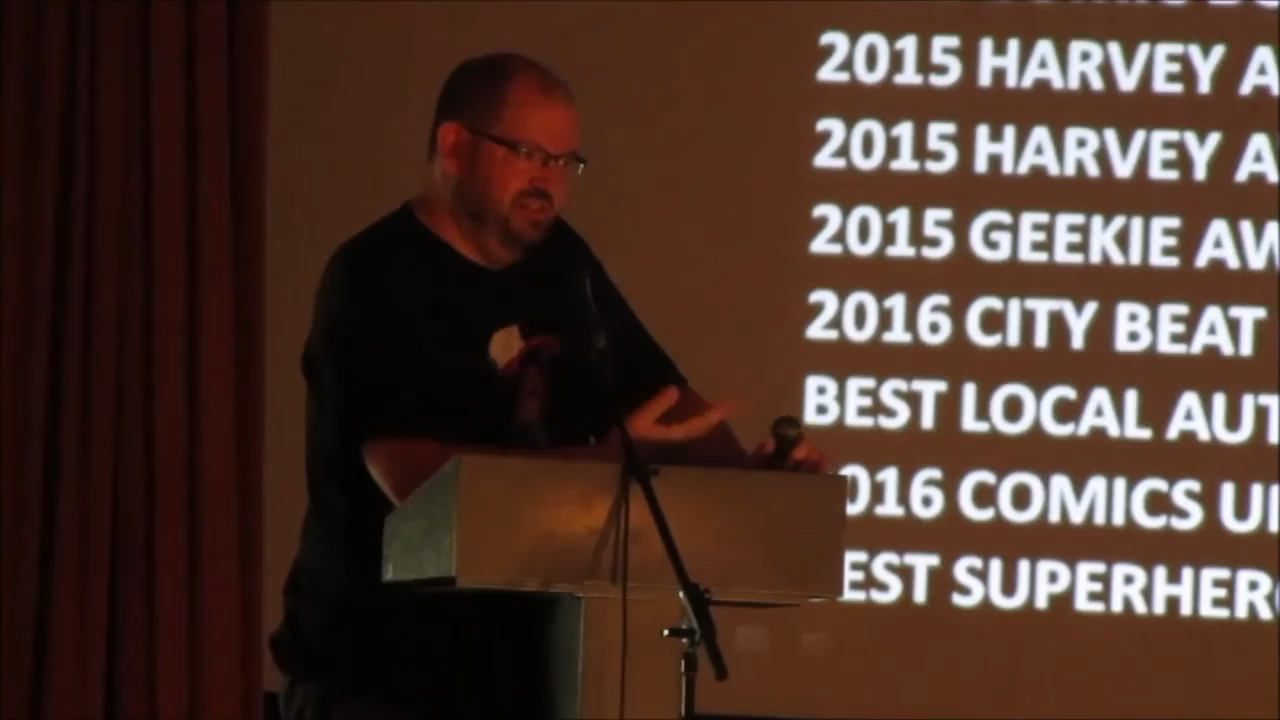 2015 HARVEY A
2015 HARVEY A
2015 GEEKIE AW
2016 CITY BEAT
BEST LOCAL AUT
016 COMICS U
EST SUPERHER